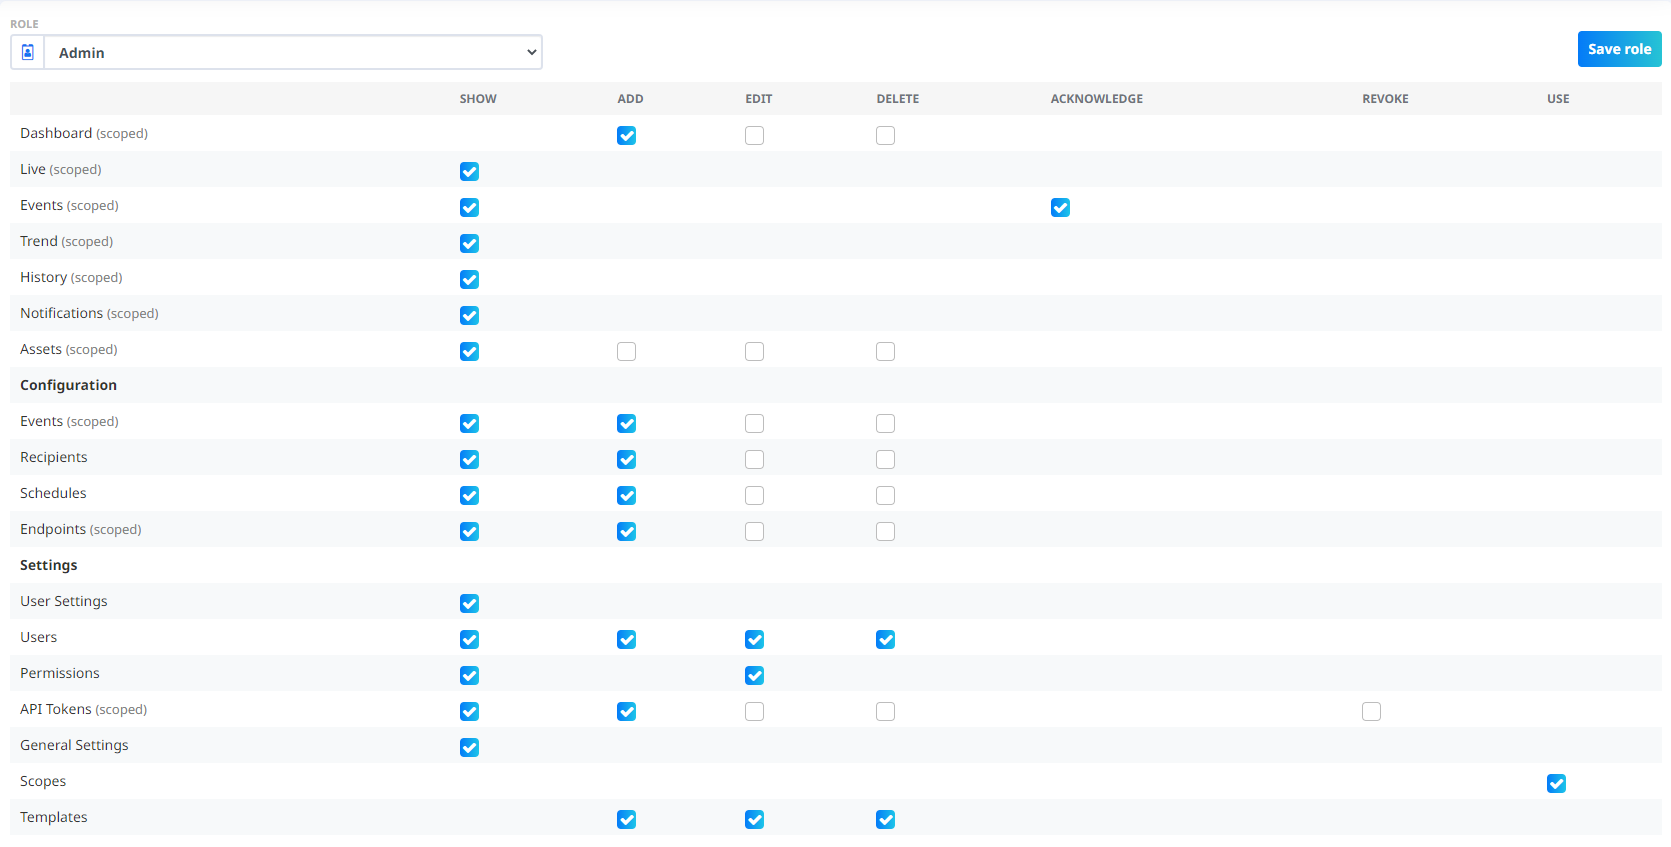 ROLE
Admin
Save role
SHOW ADD EDIT DELETE ACKNOWLEDGE REVOKE USE
Dashboard (scoped)
Live (scoped)
Events (scoped)
Trend (scoped)
History (scoped)
Notifications (scoped)
Assets (scoped)
Configuration
Events (scoped)
Recipients
Schedules
Endpoints (scoped)
Settings
User Settings
Users
Permissions
API Tokens (scoped)
General Settings
Scopes
Templates